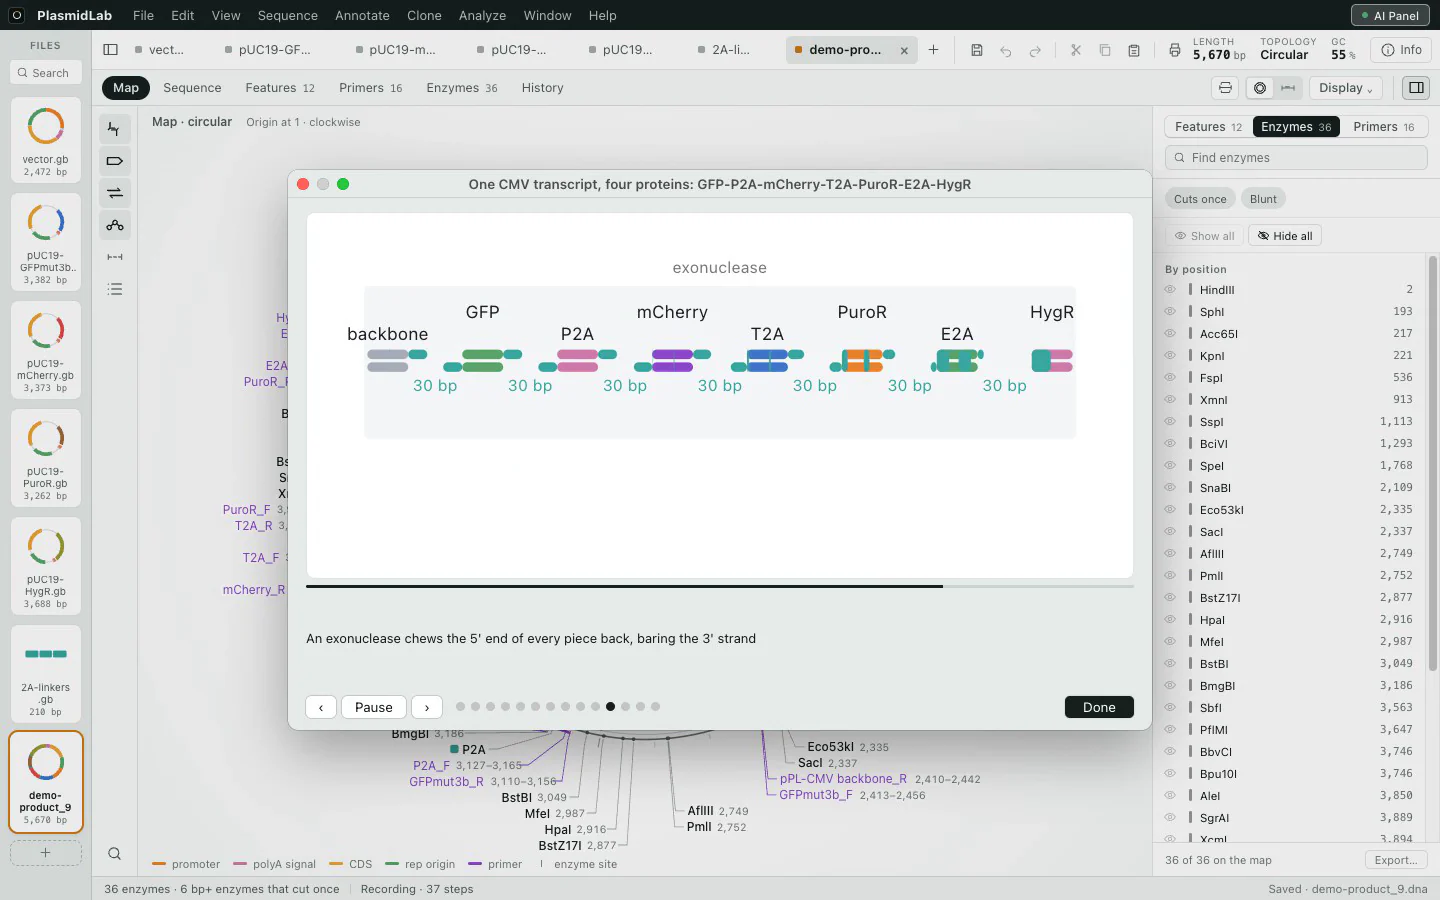 PlasmidLab File Edit View Sequence Annotate Clone Analyze Window Help AI Panel
FILES
Search
vector.gb
2,472 bp
pUC19-
GFPmut3b..
3,382 bp
pUC19-
mCherry.gb
3,373 bp
pUC19-
PuroR.gb
3,262 bp
pUC19-
HygR.gb
3,688 bp
2A-linkers
.gb
210 bp
demo-
product_9
5,670 bp
+
vect... pUC19-GF... pUC19-m... pUC19-... pUC19... 2A-li... demo-pro... × +
LENGTH
5,670 bp
TOPOLOGY
Circular
GC
55 %
Info
Map Sequence Features 12 Primers 16 Enzymes 36 History
Display
Map · circular Origin at 1 · clockwise
Hy
E
E2A
PuroR_F
B
Bs
S
X
PuroR_F 3,
T2A_R 3,
T2A_F
mCherry_R
One CMV transcript, four proteins: GFP-P2A-mCherry-T2A-PuroR-E2A-HygR
exonuclease
GFP mCherry PuroR HygR
backbone P2A T2A E2A
30 bp 30 bp 30 bp 30 bp 30 bp 30 bp 30 bp
An exonuclease chews the 5' end of every piece back, baring the 3' strand
‹ Pause › Done
BmgBI 3,186
P2A
P2A_F 3,127–3,165
GFPmut3b_R 3,110–3,156
BstBI 3,049
MfeI 2,987
HpaI 2,916
BstZ17I 2,877
AflIII 2,749
PmlI 2,752
Eco53kI 2,335
SacI 2,337
pPL-CMV backbone_R 2,410–2,442
GFPmut3b_F 2,413–2,456
promoter polyA signal CDS rep origin primer enzyme site
Features 12 Enzymes 36 Primers 16
Find enzymes
Cuts once Blunt
Show all Hide all
By position
HindIII 2
SphI 193
Acc65I 217
KpnI 221
FspI 536
XmnI 913
SspI 1,113
BciVI 1,293
SpeI 1,768
SnaBI 2,109
Eco53kI 2,335
SacI 2,337
AflIII 2,749
PmlI 2,752
BstZ17I 2,877
HpaI 2,916
MfeI 2,987
BstBI 3,049
BmgBI 3,186
SbfI 3,563
PflMI 3,647
BbvCI 3,746
Bpu10I 3,746
AleI 3,850
SgrAI 3,889
XcmI 3,894
36 of 36 on the map Export...
36 enzymes · 6 bp+ enzymes that cut once Recording · 37 steps Saved · demo-product_9.dna